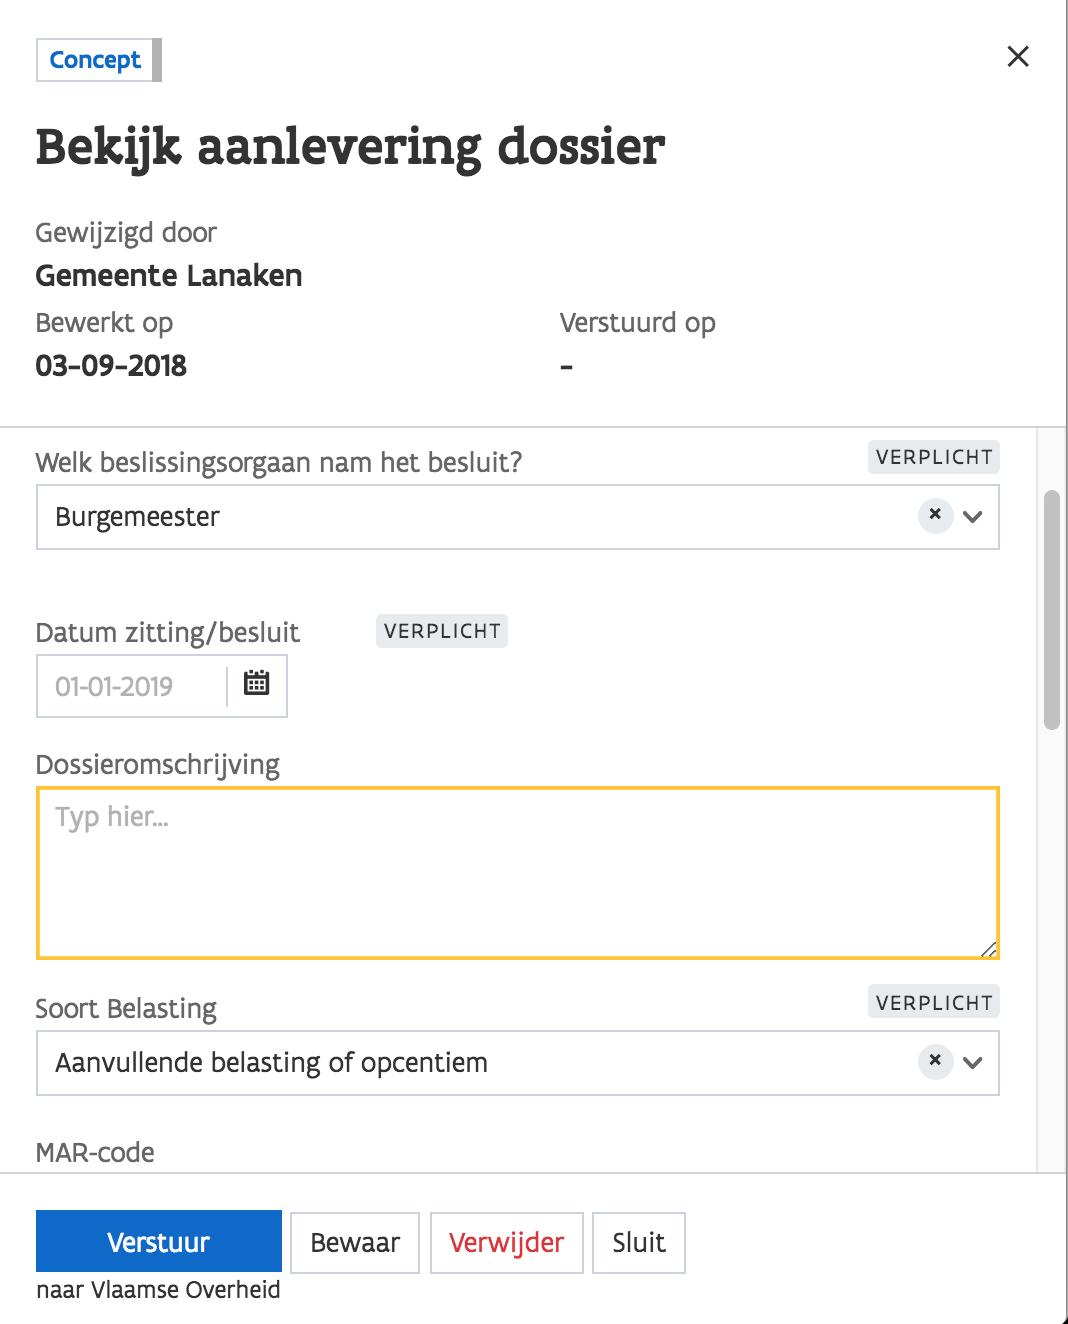 Concept
Bekijk aanlevering dossier
Gewijzigd door
Gemeente Lanaken
Bewerkt op
Verstuurd op
03-09-2018
-
Welk beslissingsorgaan nam het besluit?
VERPLICHT
Burgemeester
Datum zitting/besluit
VERPLICHT
01-01-2019
Dossieromschrijving
Typ hier...
Soort Belasting
VERPLICHT
Aanvullende belasting of opcentiem
MAR-code
Verstuur
Bewaar
Verwijder
Sluit
naar Vlaamse Overheid